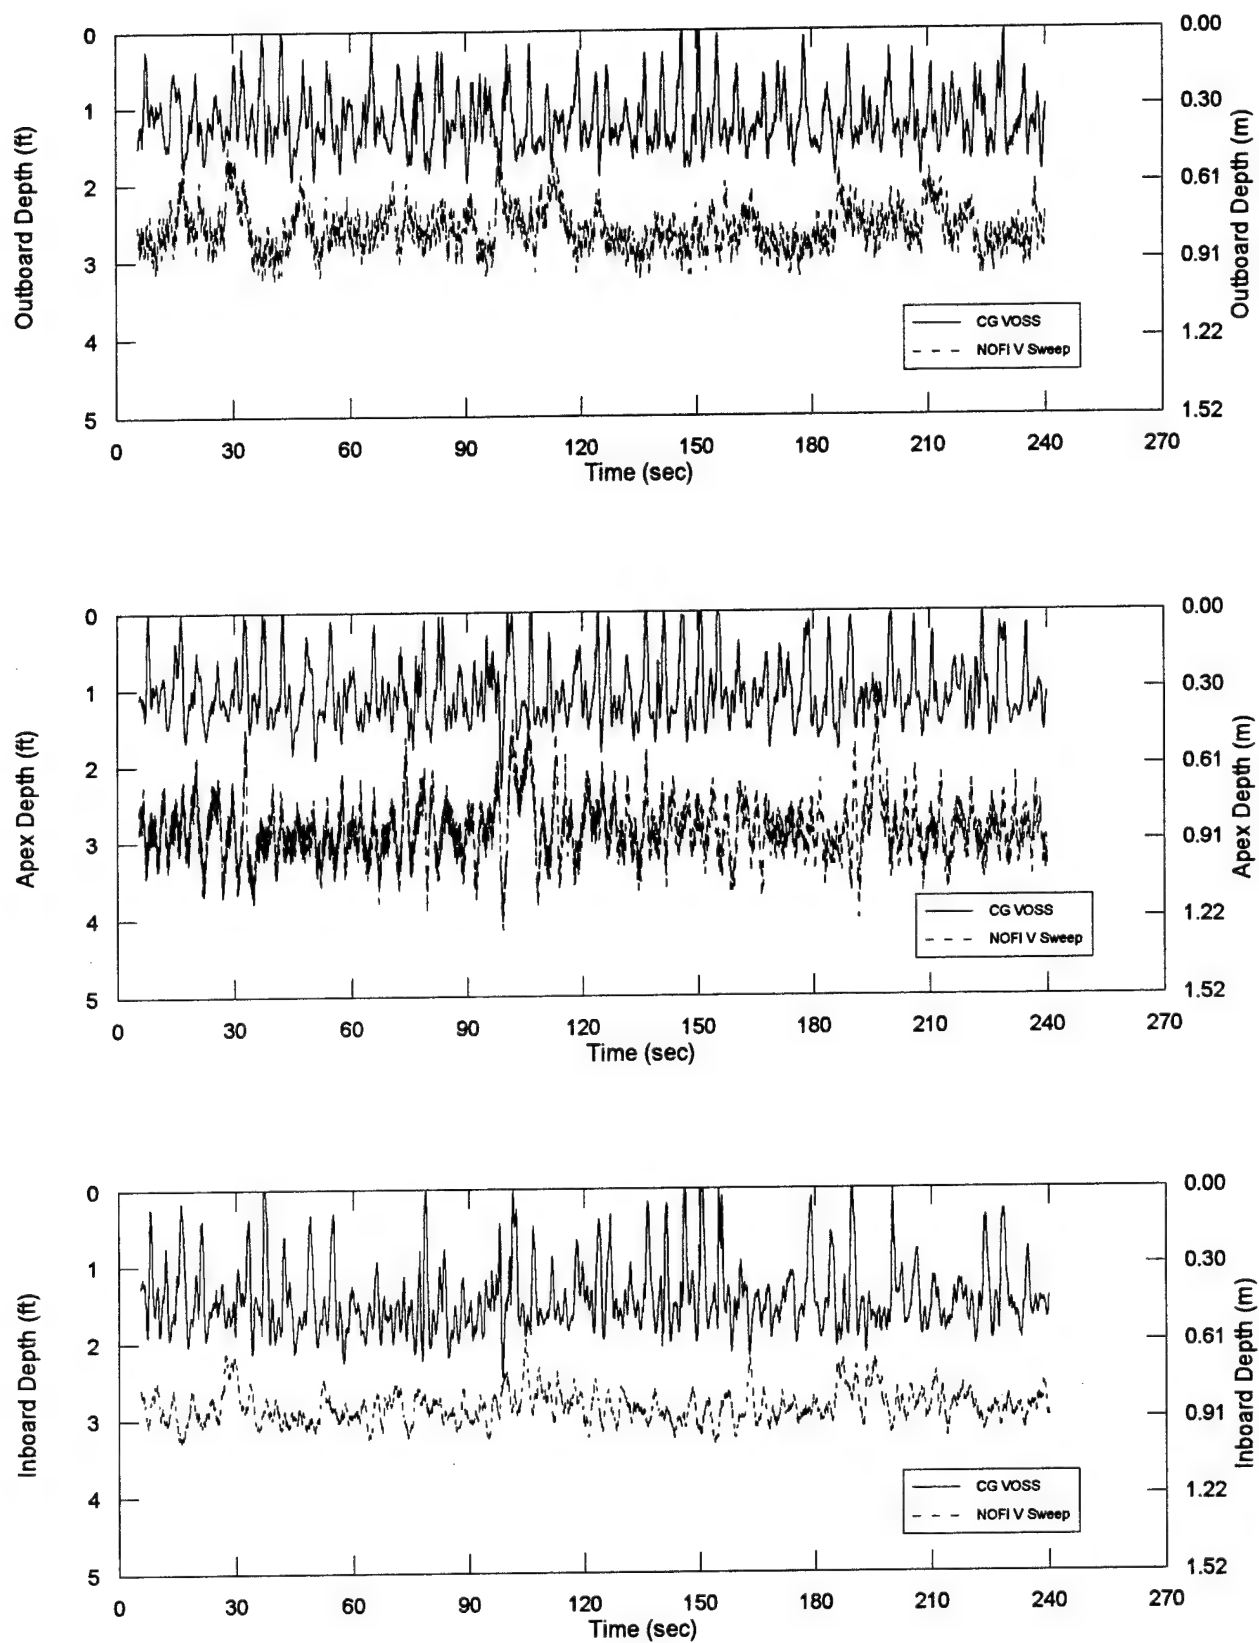 0
1
2
3
4
5
Outboard Depth (ft)
0.00
0.30
0.61
0.91
1.22
1.52
Outboard Depth (m)
CG VOSS
NOFI V Sweep
0 30 60 90 120 150 180 210 240 270
Time (sec)
0
1
2
3
4
5
Apex Depth (ft)
0.00
0.30
0.61
0.91
1.22
1.52
Apex Depth (m)
CG VOSS
NOFI V Sweep
0 30 60 90 120 150 180 210 240 270
Time (sec)
0
1
2
3
4
5
Inboard Depth (ft)
0.00
0.30
0.61
0.91
1.22
1.52
Inboard Depth (m)
CG VOSS
NOFI V Sweep
0 30 60 90 120 150 180 210 240 270
Time (sec)